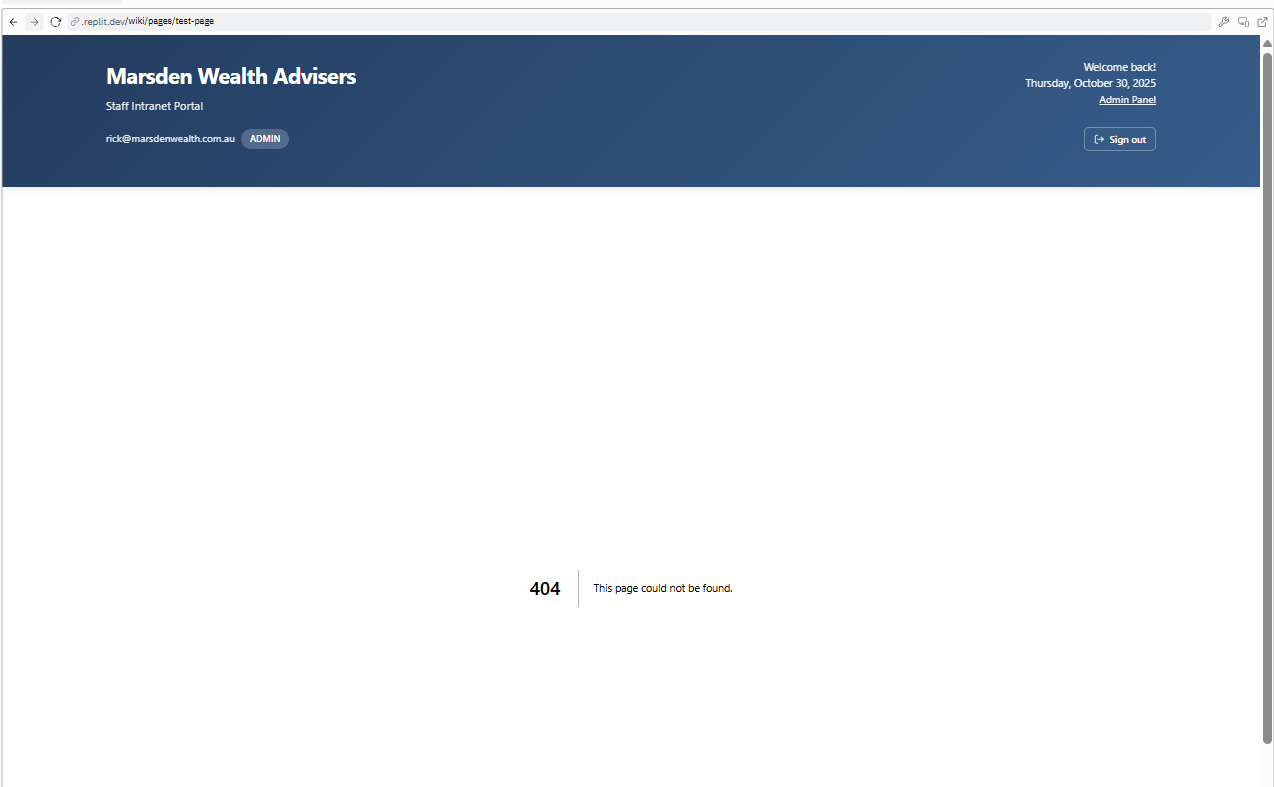 .replit.dev/wiki/pages/test-page
Marsden Wealth Advisers
Staff Intranet Portal
rick@marsdenwealth.com.au ADMIN
Welcome back!
Thursday, October 30, 2025
Admin Panel
Sign out
404
This page could not be found.